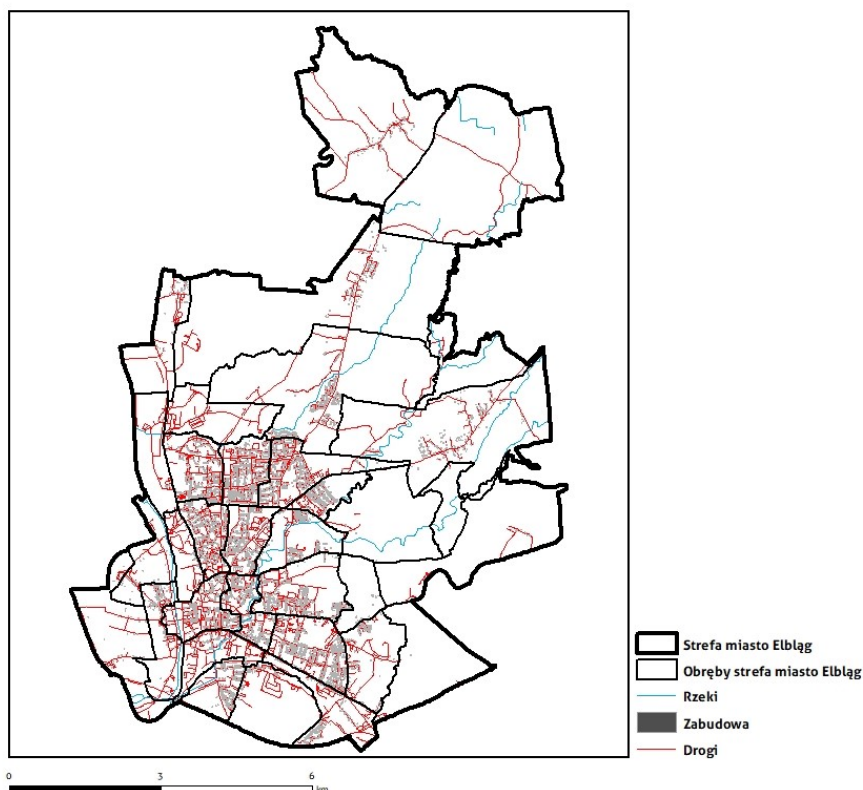 Strefa miasto Elbląg
Obręby strefa miasto Elbląg
Rzeki
Zabudowa
Drogi
0 3 6
km